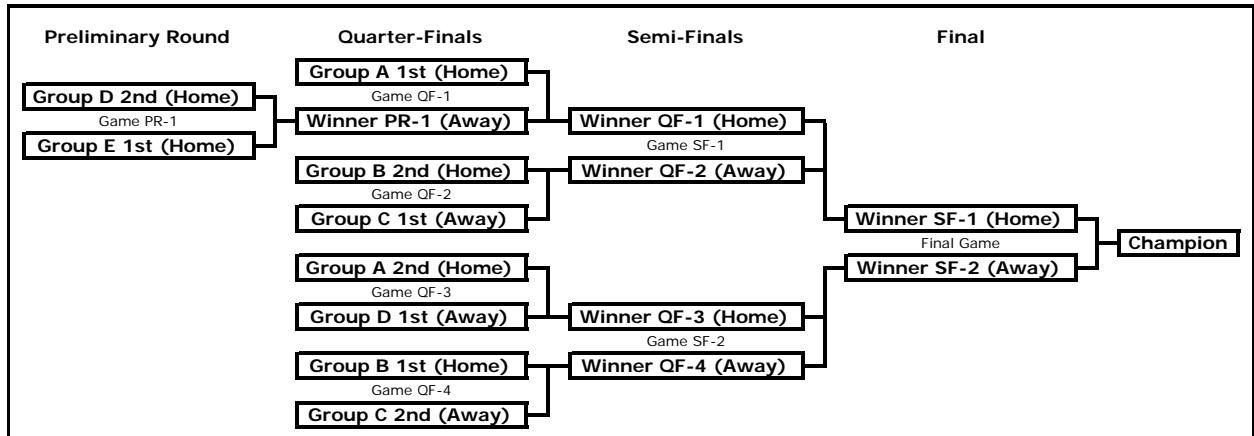 Preliminary Round
Quarter-Finals
Semi-Finals
Final
Group A 1st (Home)
Game QF-1
Winner PR-1 (Away)
Group D 2nd (Home)
Game PR-1
Group E 1st (Home)
Group B 2nd (Home)
Game QF-2
Group C 1st (Away)
Group A 2nd (Home)
Game QF-3
Group D 1st (Away)
Group B 1st (Home)
Game QF-4
Group C 2nd (Away)
Winner QF-1 (Home)
Game SF-1
Winner QF-2 (Away)
Winner QF-3 (Home)
Game SF-2
Winner QF-4 (Away)
Winner SF-1 (Home)
Final Game
Winner SF-2 (Away)
Champion